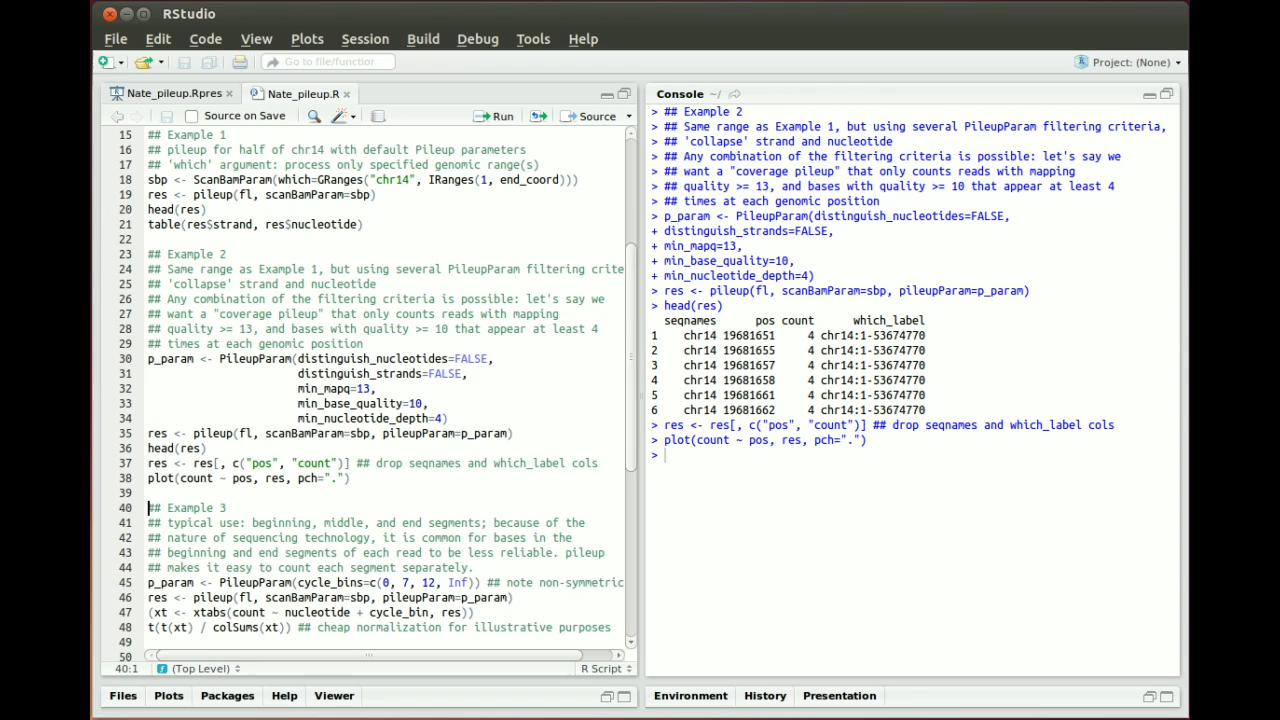 RStudio
File Edit Code View Plots Session Build Debug Tools Help
Go to file/function
Project: (None)
Nate_pileup.Rpres Nate_pileup.R
Source on Save Run Source
15 ## Example 1
16 ## pileup for half of chr14 with default Pileup parameters
17 ## 'which' argument: process only specified genomic range(s)
18 sbp <- ScanBamParam(which=GRanges("chr14", IRanges(1, end_coord)))
19 res <- pileup(fl, scanBamParam=sbp)
20 head(res)
21 table(res$strand, res$nucleotide)
22
23 ## Example 2
24 ## Same range as Example 1, but using several PileupParam filtering crite
25 ## 'collapse' strand and nucleotide
26 ## Any combination of the filtering criteria is possible: let's say we
27 ## want a "coverage pileup" that only counts reads with mapping
28 ## quality >= 13, and bases with quality >= 10 that appear at least 4
29 ## times at each genomic position
30 p_param <- PileupParam(distinguish_nucleotides=FALSE,
31 distinguish_strands=FALSE,
32 min_mapq=13,
33 min_base_quality=10,
34 min_nucleotide_depth=4)
35 res <- pileup(fl, scanBamParam=sbp, pileupParam=p_param)
36 head(res)
37 res <- res[, c("pos", "count")] ## drop seqnames and which_label cols
38 plot(count ~ pos, res, pch=".")
39
40 ## Example 3
41 ## typical use: beginning, middle, and end segments; because of the
42 ## nature of sequencing technology, it is common for bases in the
43 ## beginning and end segments of each read to be less reliable. pileup
44 ## makes it easy to count each segment separately.
45 p_param <- PileupParam(cycle_bins=c(0, 7, 12, Inf)) ## note non-symmetric
46 res <- pileup(fl, scanBamParam=sbp, pileupParam=p_param)
47 (xt <- xtabs(count ~ nucleotide + cycle_bin, res))
48 t(t(xt) / colSums(xt)) ## cheap normalization for illustrative purposes
49
50
40:1 (Top Level) R Script
Files Plots Packages Help Viewer
Console ~/
> ## Example 2
> ## Same range as Example 1, but using several PileupParam filtering criteria,
> ## 'collapse' strand and nucleotide
> ## Any combination of the filtering criteria is possible: let's say we
> ## want a "coverage pileup" that only counts reads with mapping
> ## quality >= 13, and bases with quality >= 10 that appear at least 4
> ## times at each genomic position
> p_param <- PileupParam(distinguish_nucleotides=FALSE,
+ distinguish_strands=FALSE,
+ min_mapq=13,
+ min_base_quality=10,
+ min_nucleotide_depth=4)
> res <- pileup(fl, scanBamParam=sbp, pileupParam=p_param)
> head(res)
seqnames pos count which_label
1 chr14 19681651 4 chr14:1-53674770
2 chr14 19681655 4 chr14:1-53674770
3 chr14 19681657 4 chr14:1-53674770
4 chr14 19681658 4 chr14:1-53674770
5 chr14 19681661 4 chr14:1-53674770
6 chr14 19681662 4 chr14:1-53674770
> res <- res[, c("pos", "count")] ## drop seqnames and which_label cols
> plot(count ~ pos, res, pch=".")
>
Environment History Presentation